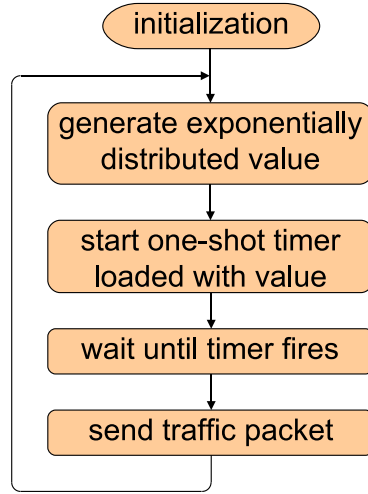 initialization
generate exponentially
distributed value
start one-shot timer
loaded with value
wait until timer fires
send traffic packet